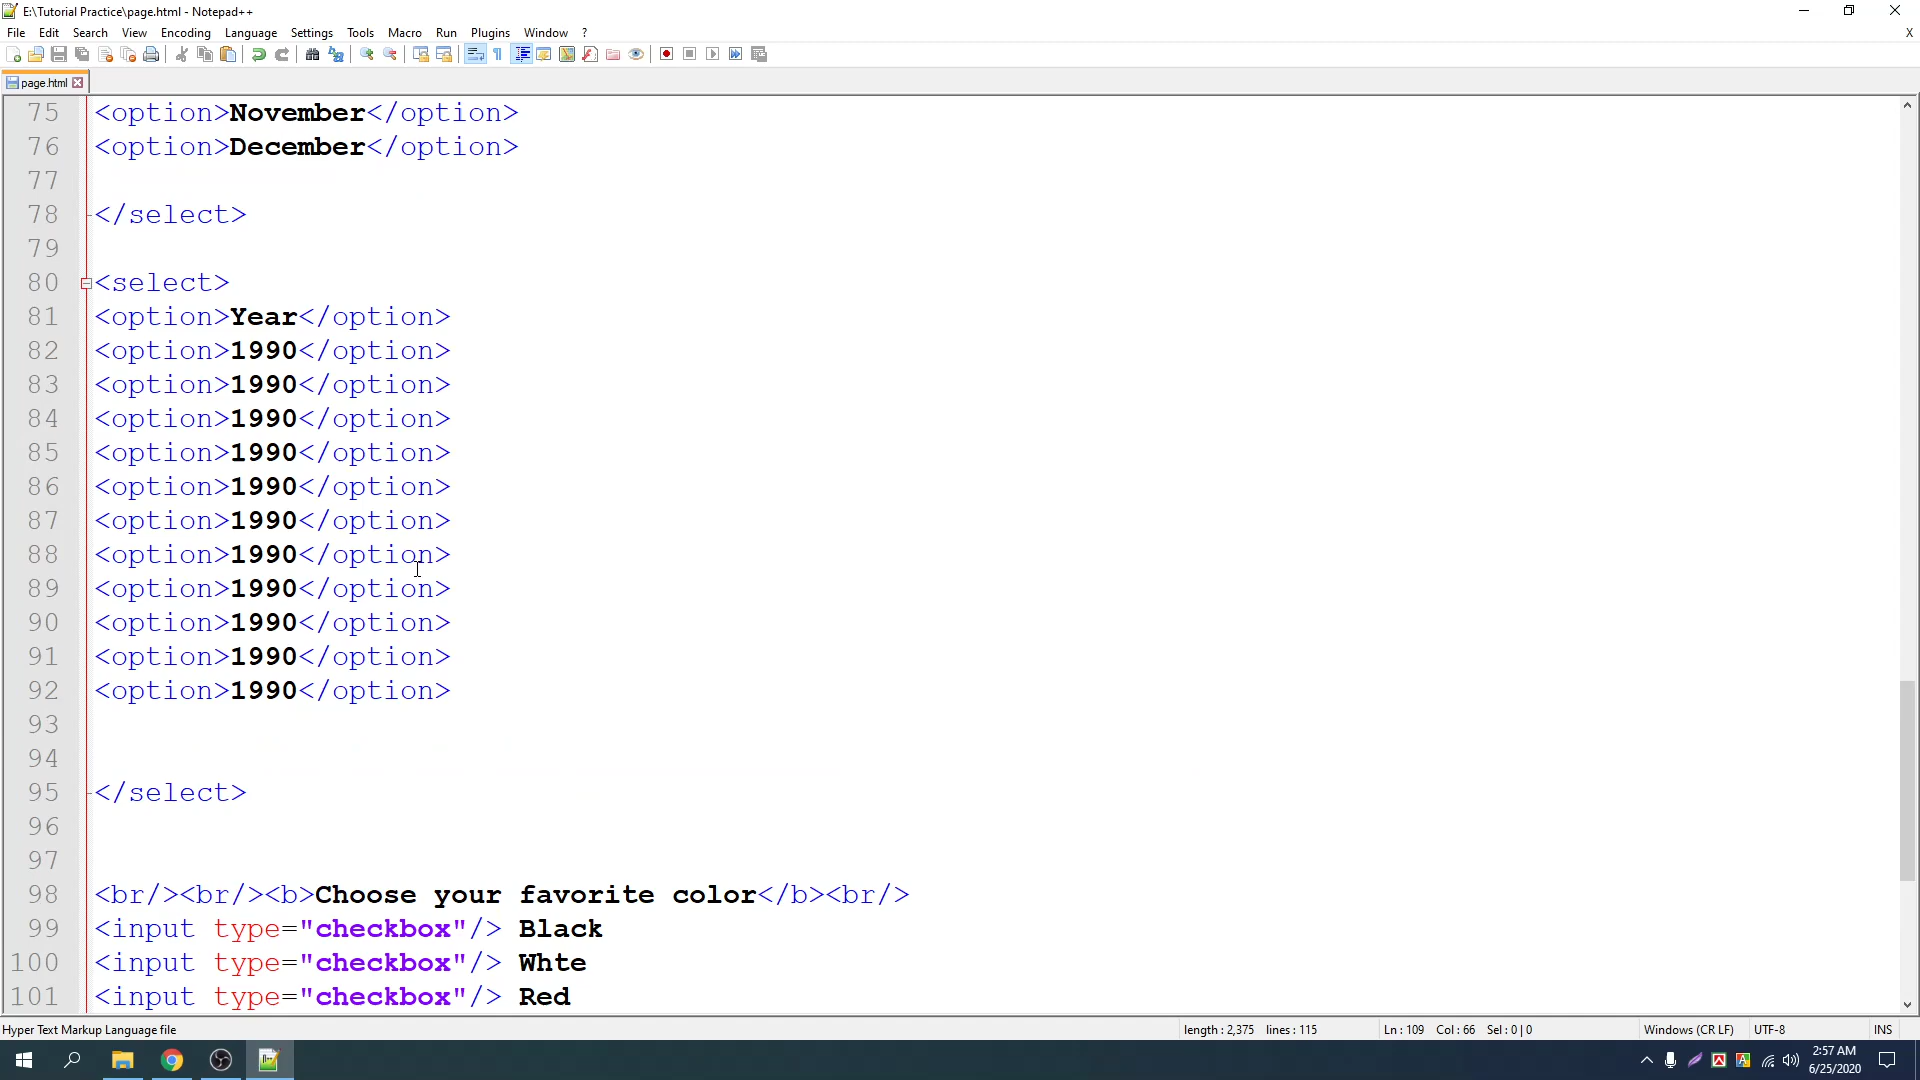 E:\Tutorial Practice\page.html - Notepad++
File Edit Search View Encoding Language Settings Tools Macro Run Plugins Window ? X
page.html
75 <option>November</option>
76 <option>December</option>
77
78 </select>
79
80 <select>
81 <option>Year</option>
82 <option>1990</option>
83 <option>1990</option>
84 <option>1990</option>
85 <option>1990</option>
86 <option>1990</option>
87 <option>1990</option>
88 <option>1990</option>
89 <option>1990</option>
90 <option>1990</option>
91 <option>1990</option>
92 <option>1990</option>
93
94
95 </select>
96
97
98 <br/><br/><b>Choose your favorite color</b><br/>
99 <input type="checkbox"/> Black
100 <input type="checkbox"/> Whte
101 <input type="checkbox"/> Red
Hyper Text Markup Language file length : 2,375 lines : 115 Ln : 109 Col : 66 Sel : 0 | 0 Windows (CR LF) UTF-8 INS
2:57 AM
6/25/2020